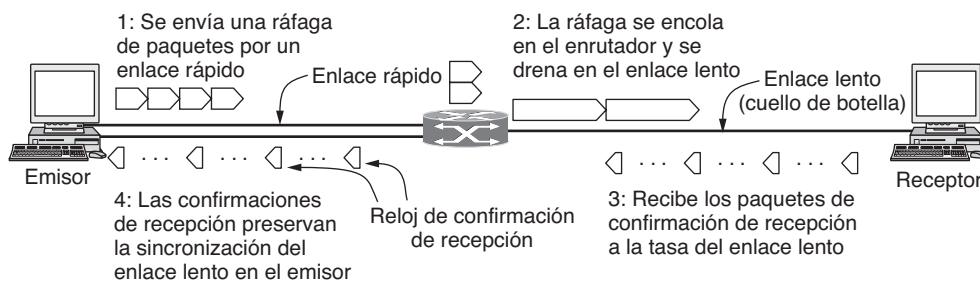 1: Se envía una ráfaga
de paquetes por un
enlace rápido
Enlace rápido
2: La ráfaga se encola
en el enrutador y se
drena en el enlace lento
Enlace lento
(cuello de botella)
Emisor
Receptor
4: Las confirmaciones
de recepción preservan
la sincronización del
enlace lento en el emisor
Reloj de confirmación
de recepción
3: Recibe los paquetes de
confirmación de recepción
a la tasa del enlace lento